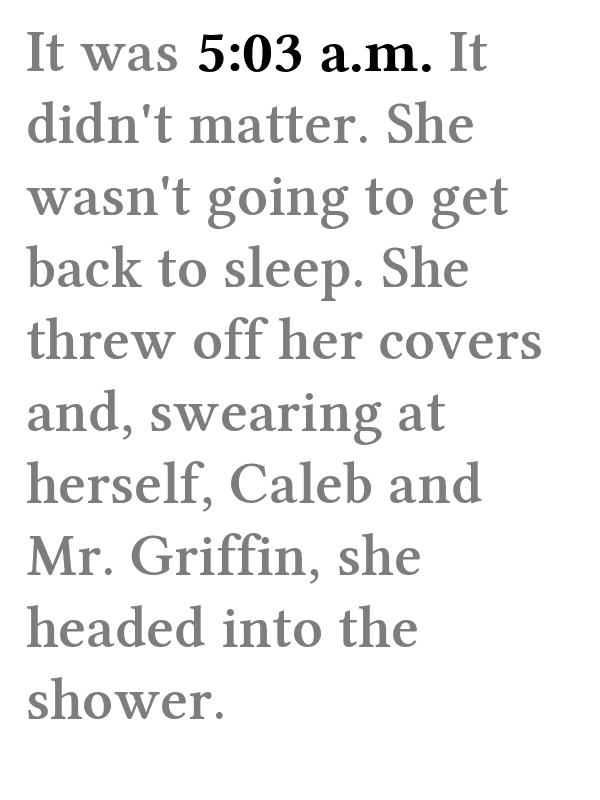 It was 5:03 a.m. It
didn't matter. She
wasn't going to get
back to sleep. She
threw off her covers
and, swearing at
herself, Caleb and
Mr. Griffin, she
headed into the
shower.